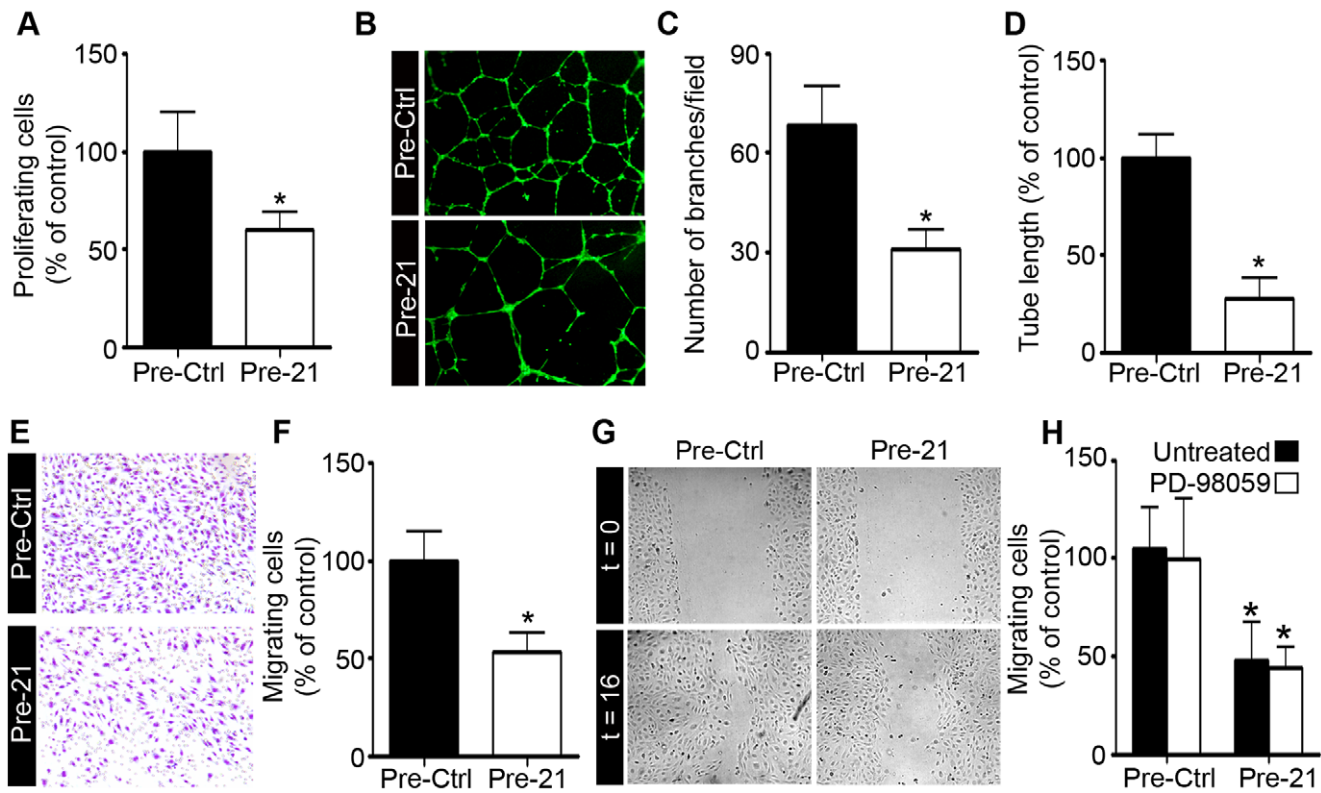 A
Proliferating cells
(% of control)
150
100
50
0
Pre-Ctrl
Pre-21
*
B
Pre-Ctrl
Pre-21
C
Number of branches/field
90
60
30
0
Pre-Ctrl
Pre-21
*
D
Tube length (% of control)
150
100
50
0
Pre-Ctrl
Pre-21
*
E
Pre-Ctrl
Pre-21
F
Migrating cells
(% of control)
150
100
50
0
Pre-Ctrl
Pre-21
*
G
Pre-Ctrl
Pre-21
t = 0
t = 16
H
Untreated
PD-98059
Migrating cells
(% of control)
150
100
50
0
Pre-Ctrl
Pre-21
*
*